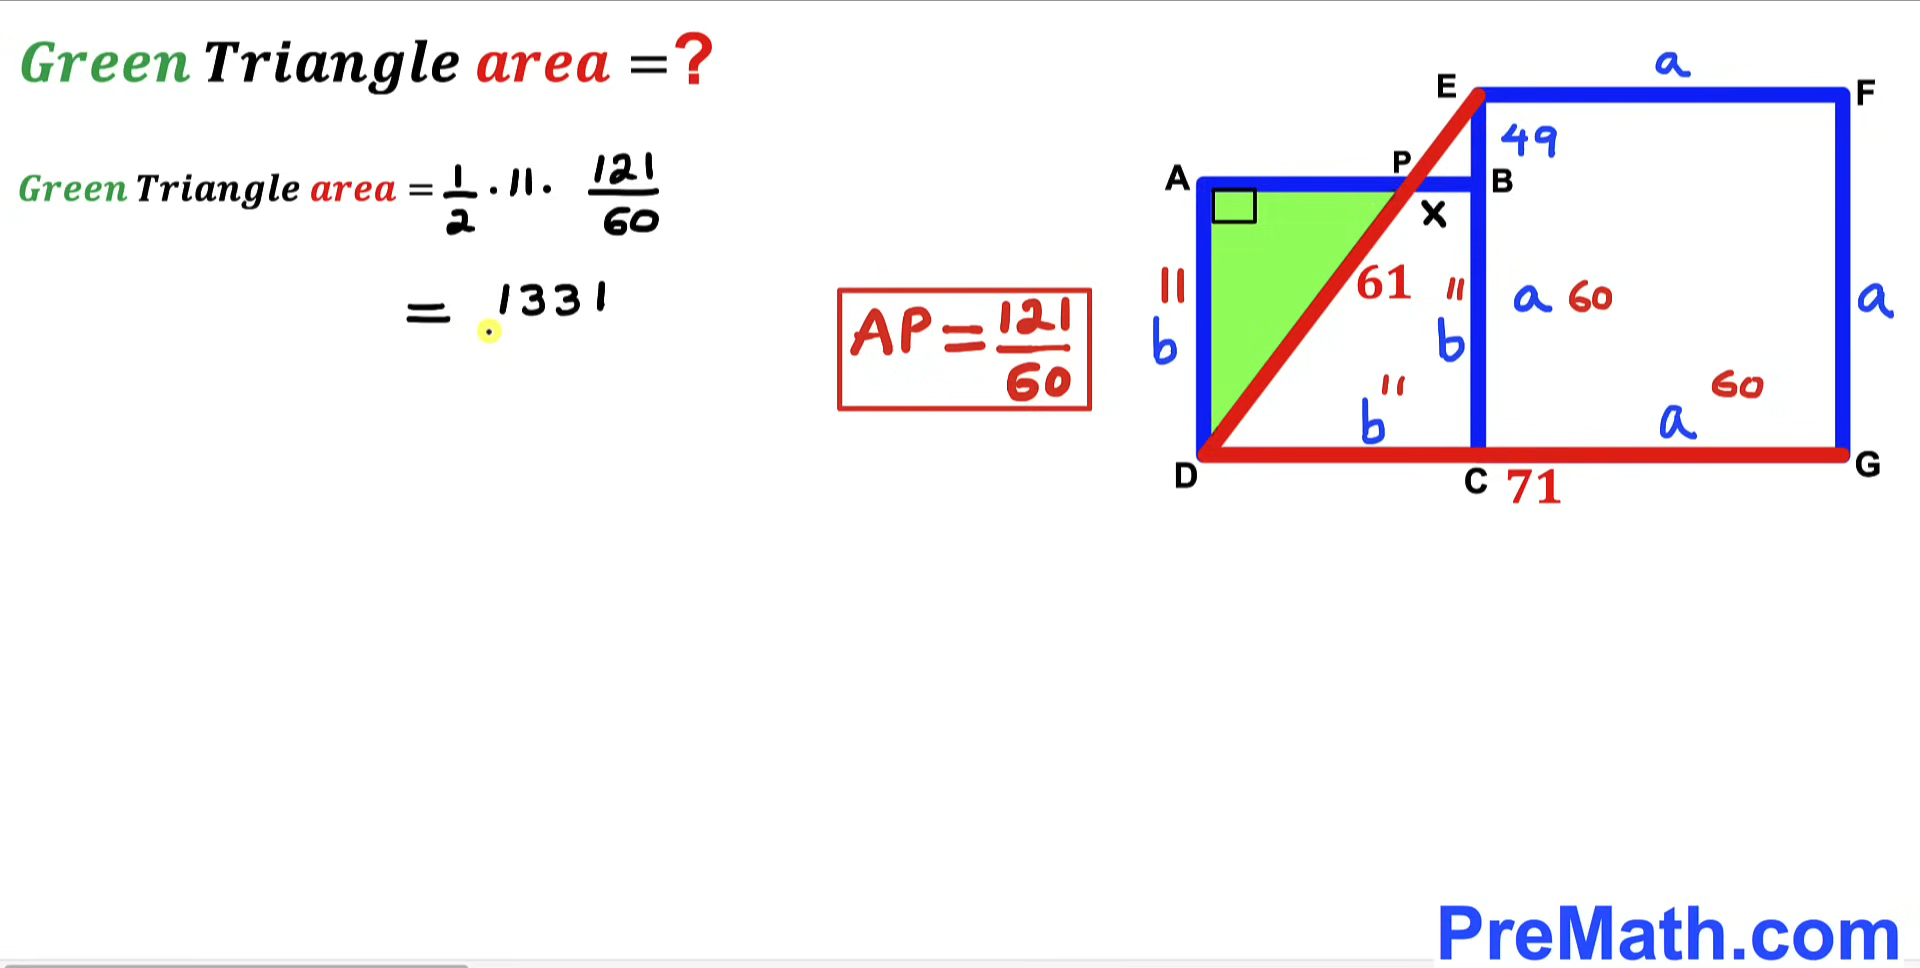 Green Triangle area =?
Green Triangle area = 1/2 . 11 . 121/60
= 1331
AP = 121/60
a
E
F
49
A
P
B
X
11
61
11
a 60
a
b
b
11
60
b
a
D
C
71
G
PreMath.com